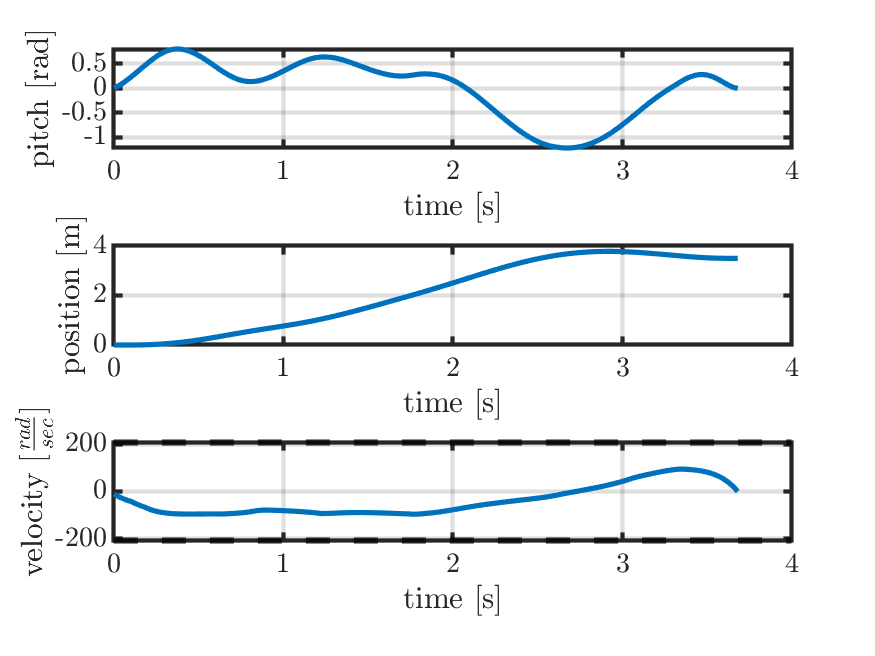 pitch [rad]
0.5
0
-0.5
-1
0 1 2 3 4
time [s]
position [m]
4
2
0
0 1 2 3 4
time [s]
velocity [rad/sec]
200
0
-200
0 1 2 3 4
time [s]